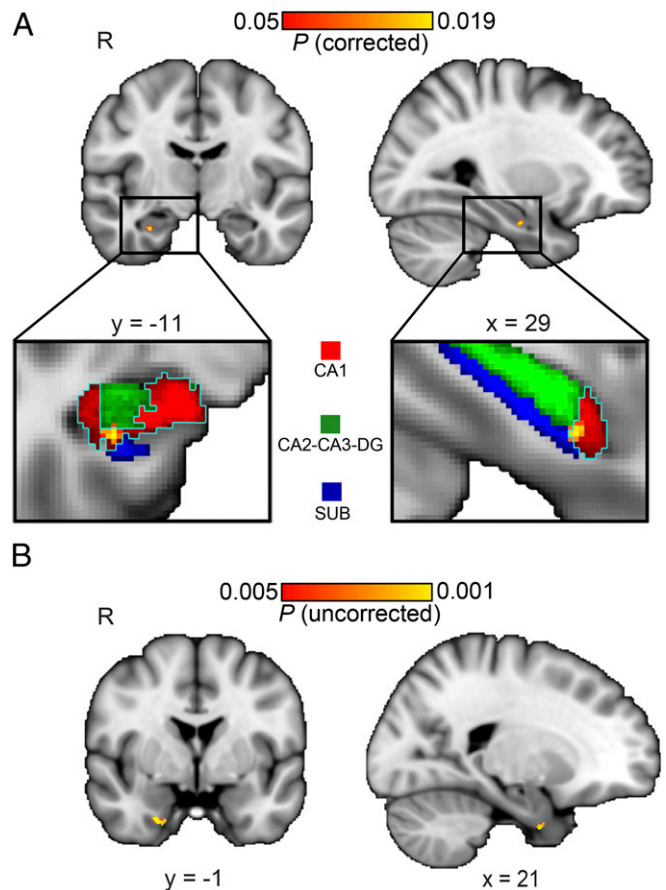 A
R
0.05 0.019
P (corrected)
y = -11
x = 29
CA1
CA2-CA3-DG
SUB
B
R
0.005 0.001
P (uncorrected)
y = -1
x = 21